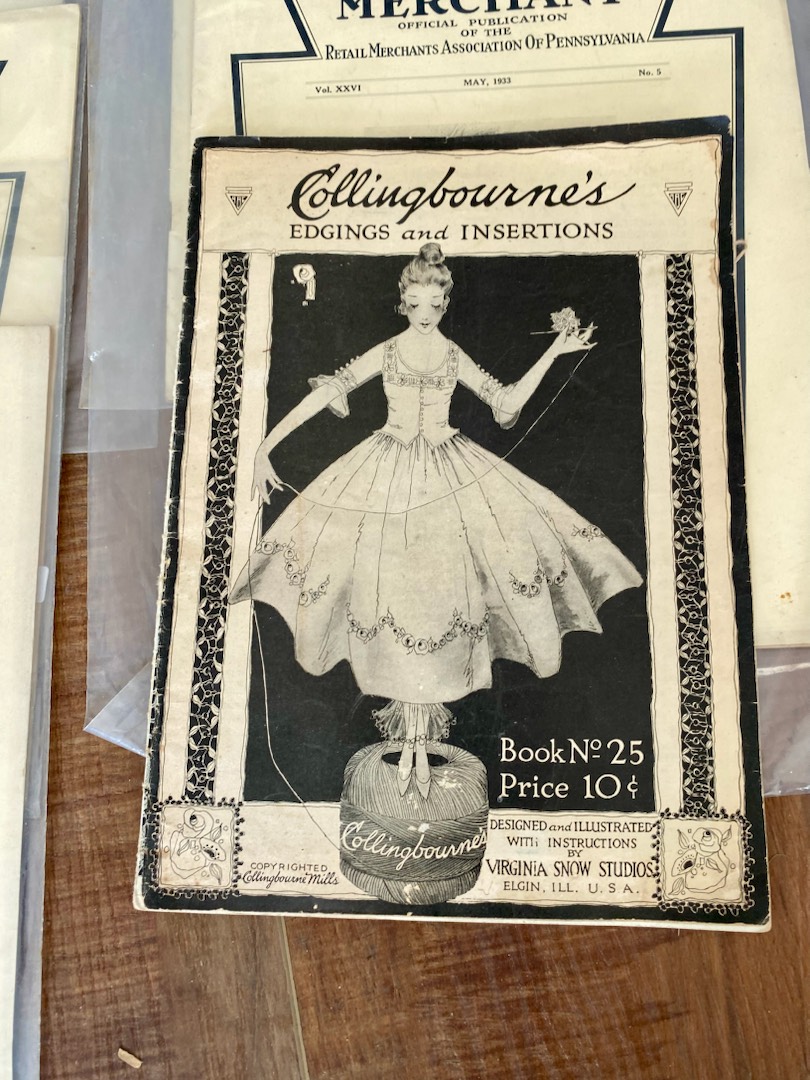 MERCHANT
OFFICIAL PUBLICATION
OF THE
RETAIL MERCHANTS ASSOCIATION OF PENNSYLVANIA
Vol. XXVI
MAY, 1933
No. 5
Collingbourne's
EDGINGS and INSERTIONS
Book No 25
Price 10¢
Collingbourne's
COPYRIGHTED
Collingbourne Mills
DESIGNED and ILLUSTRATED
WITH INSTRUCTIONS
BY
VIRGINIA SNOW STUDIOS
ELGIN, ILL. U. S. A.